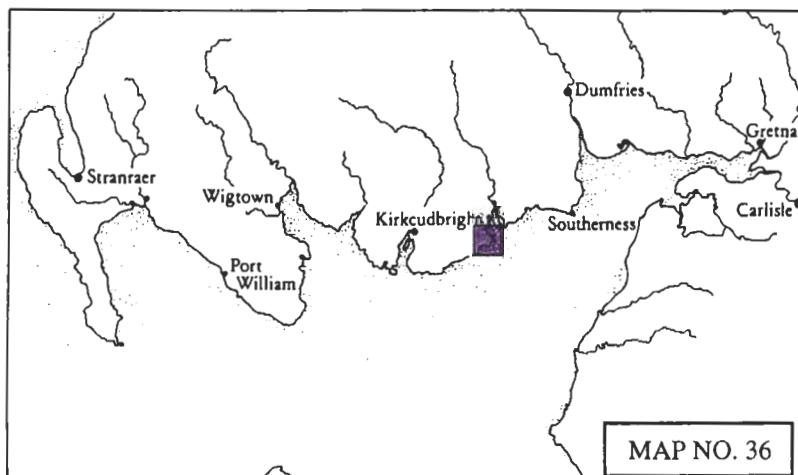 Dumfries
Gretna
Stranraer
Wigtown
Kirkcudbright
Southerness
Carlisle
Port
William
MAP NO. 36